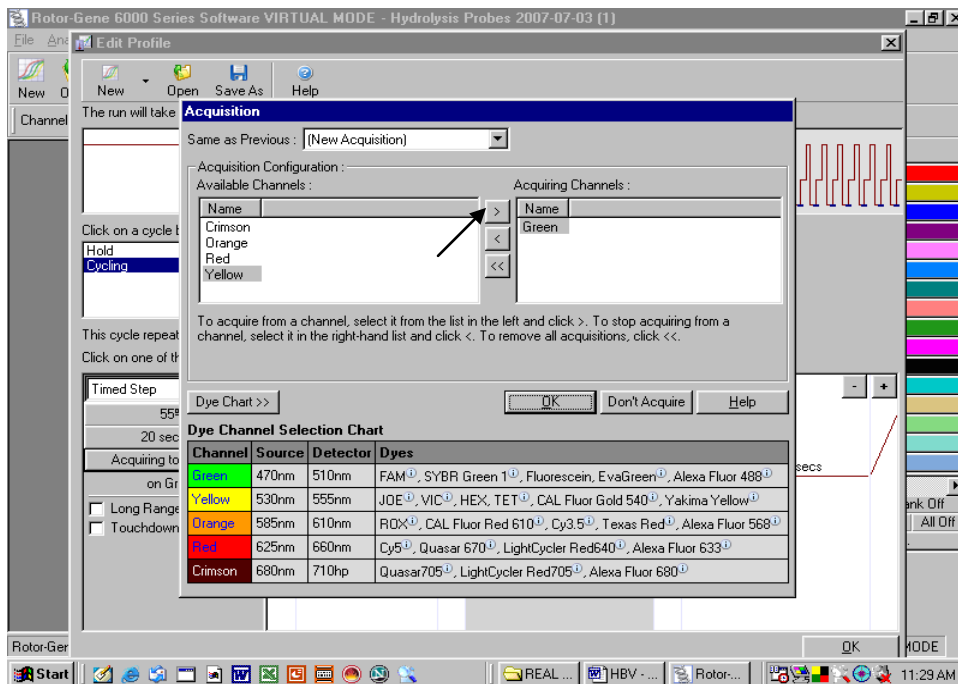 Rotor-Gene 6000 Series Software VIRTUAL MODE - Hydrolysis Probes 2007-07-03 (1)
File
Edit Profile
New
New Open Save As Help
Channel
The run will take
Acquisition
Same as Previous : (New Acquisition)
Acquisition Configuration :
Available Channels :
Acquiring Channels :
Name
Crimson
Orange
Red
Yellow
>
<
<<
Name
Green
To acquire from a channel, select it from the list in the left and click >. To stop acquiring from a
channel, select it in the right-hand list and click <. To remove all acquisitions, click <<.
Dye Chart >>
OK
Don't Acquire
Help
Dye Channel Selection Chart
Channel Source Detector Dyes
Green 470nm 510nm FAM, SYBR Green 1, Fluorescein, EvaGreen, Alexa Fluor 488
Yellow 530nm 555nm JOE, VIC, HEX, TET, CAL Fluor Gold 540, Yakima Yellow
Orange 585nm 610nm ROX, CAL Fluor Red 610, Cy3.5, Texas Red, Alexa Fluor 568
Red 625nm 660nm Cy5, Quasar 670, LightCycler Red640, Alexa Fluor 633
Crimson 680nm 710hp Quasar705, LightCycler Red705, Alexa Fluor 680
Click on a cycle
Hold
Cycling
This cycle repeat
Click on one of th
Timed Step
55º
20 sec
Acquiring to
on Gr
Long Range
Touchdown
- +
secs
ank Off
All Off
OK
Rotor-Ger
MODE
Start
REAL ...
HBV - ...
Rotor-...
11:29 AM